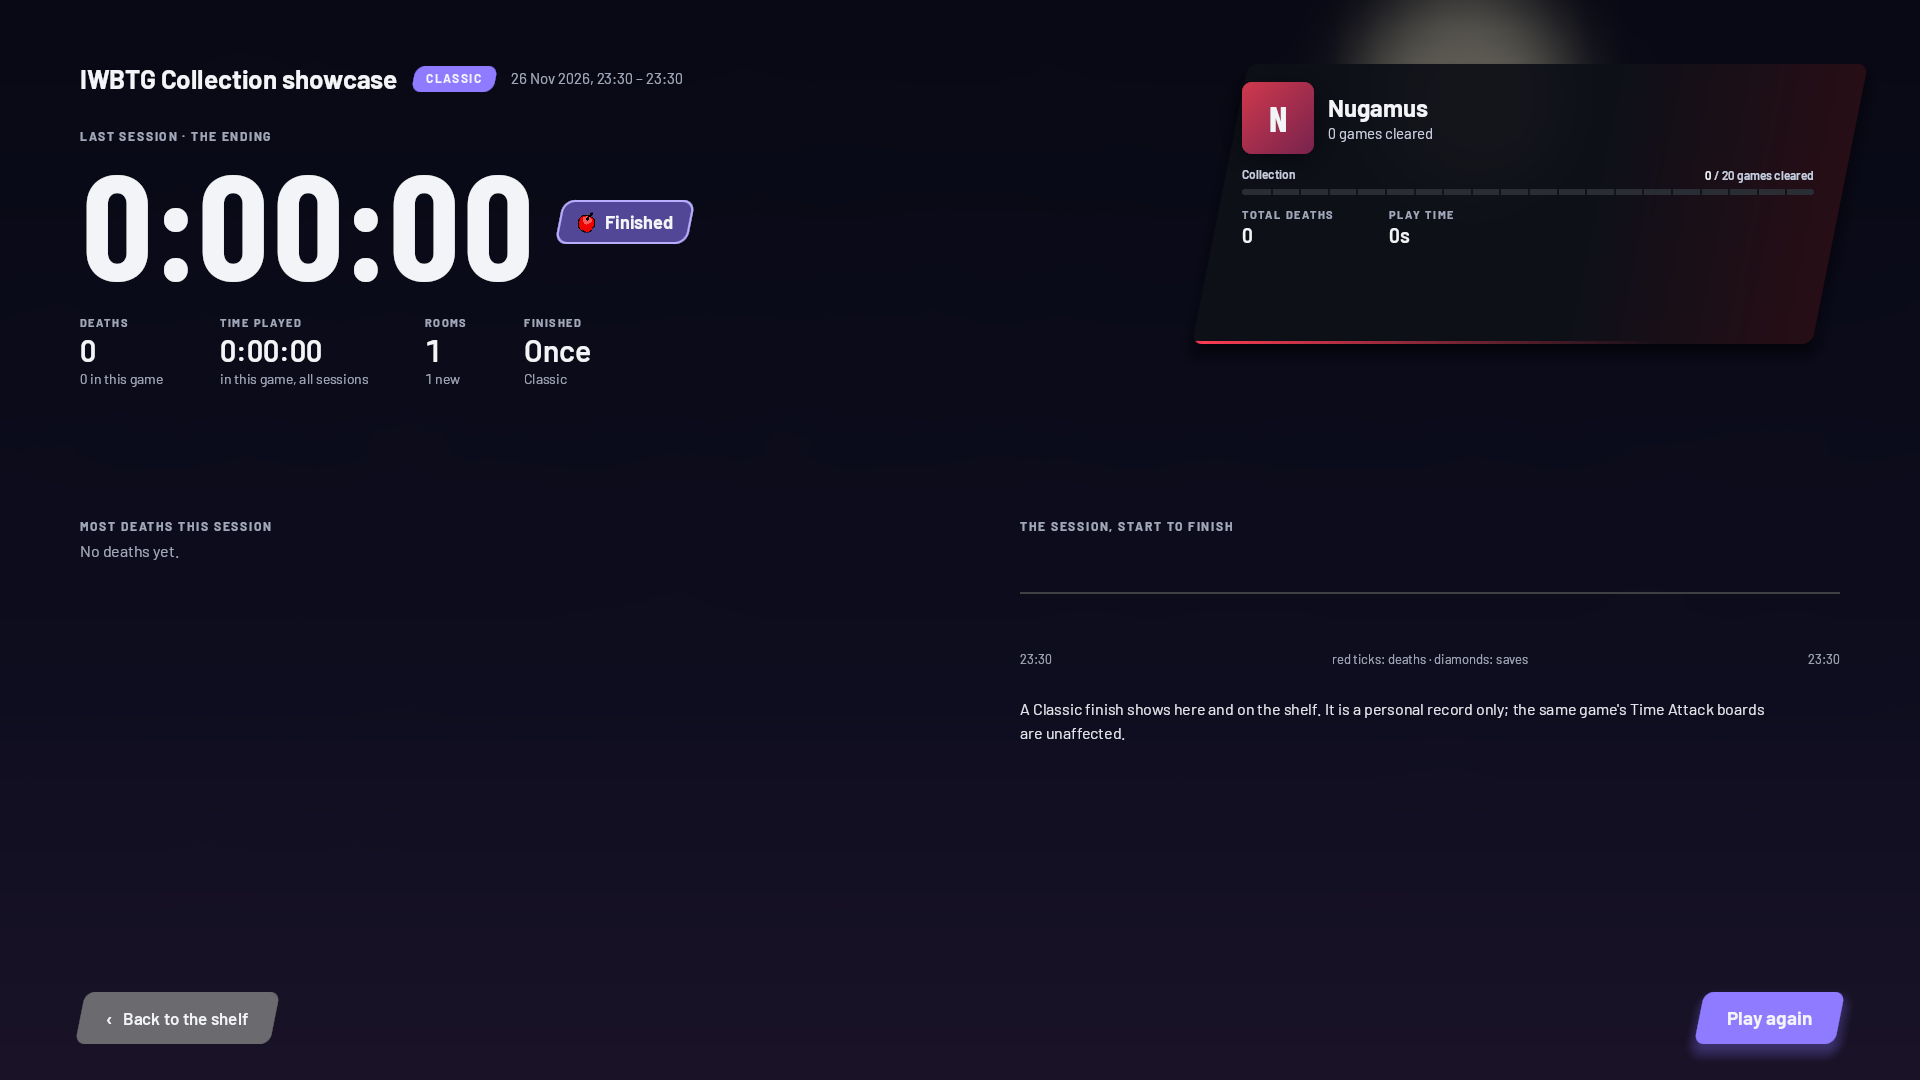 IWBTG Collection showcase
CLASSIC
26 Nov 2026, 23:30 – 23:30
LAST SESSION · THE ENDING
0:00:00
Finished
DEATHS
0
0 in this game
TIME PLAYED
0:00:00
in this game, all sessions
ROOMS
1
1 new
FINISHED
Once
Classic
N
Nugamus
0 games cleared
Collection
0 / 20 games cleared
TOTAL DEATHS
0
PLAY TIME
0s
MOST DEATHS THIS SESSION
No deaths yet.
THE SESSION, START TO FINISH
23:30
red ticks: deaths · diamonds: saves
23:30
A Classic finish shows here and on the shelf. It is a personal record only; the same game's Time Attack boards
are unaffected.
‹ Back to the shelf
Play again